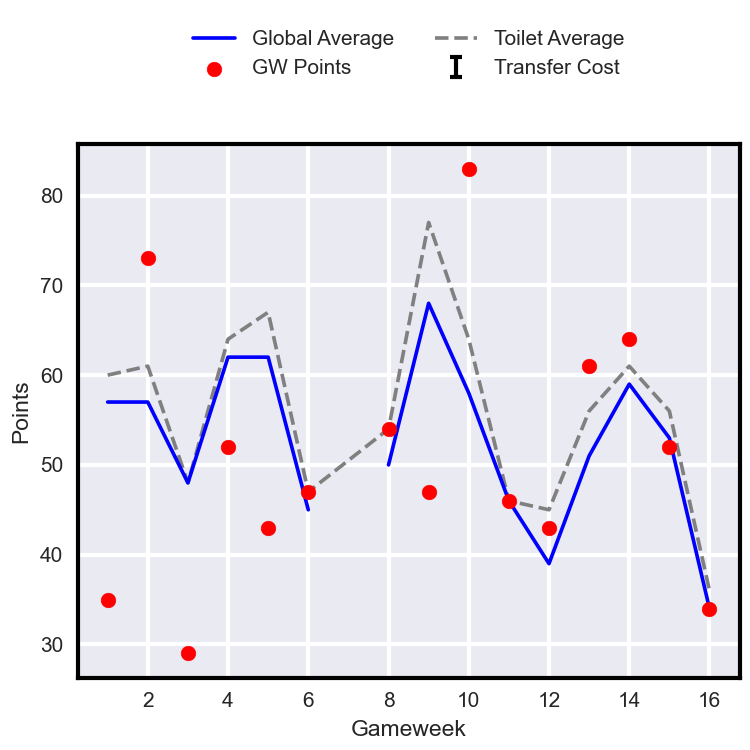 Global Average
Toilet Average
GW Points
Transfer Cost
80
70
60
50
40
30
Points
2 4 6 8 10 12 14 16
Gameweek